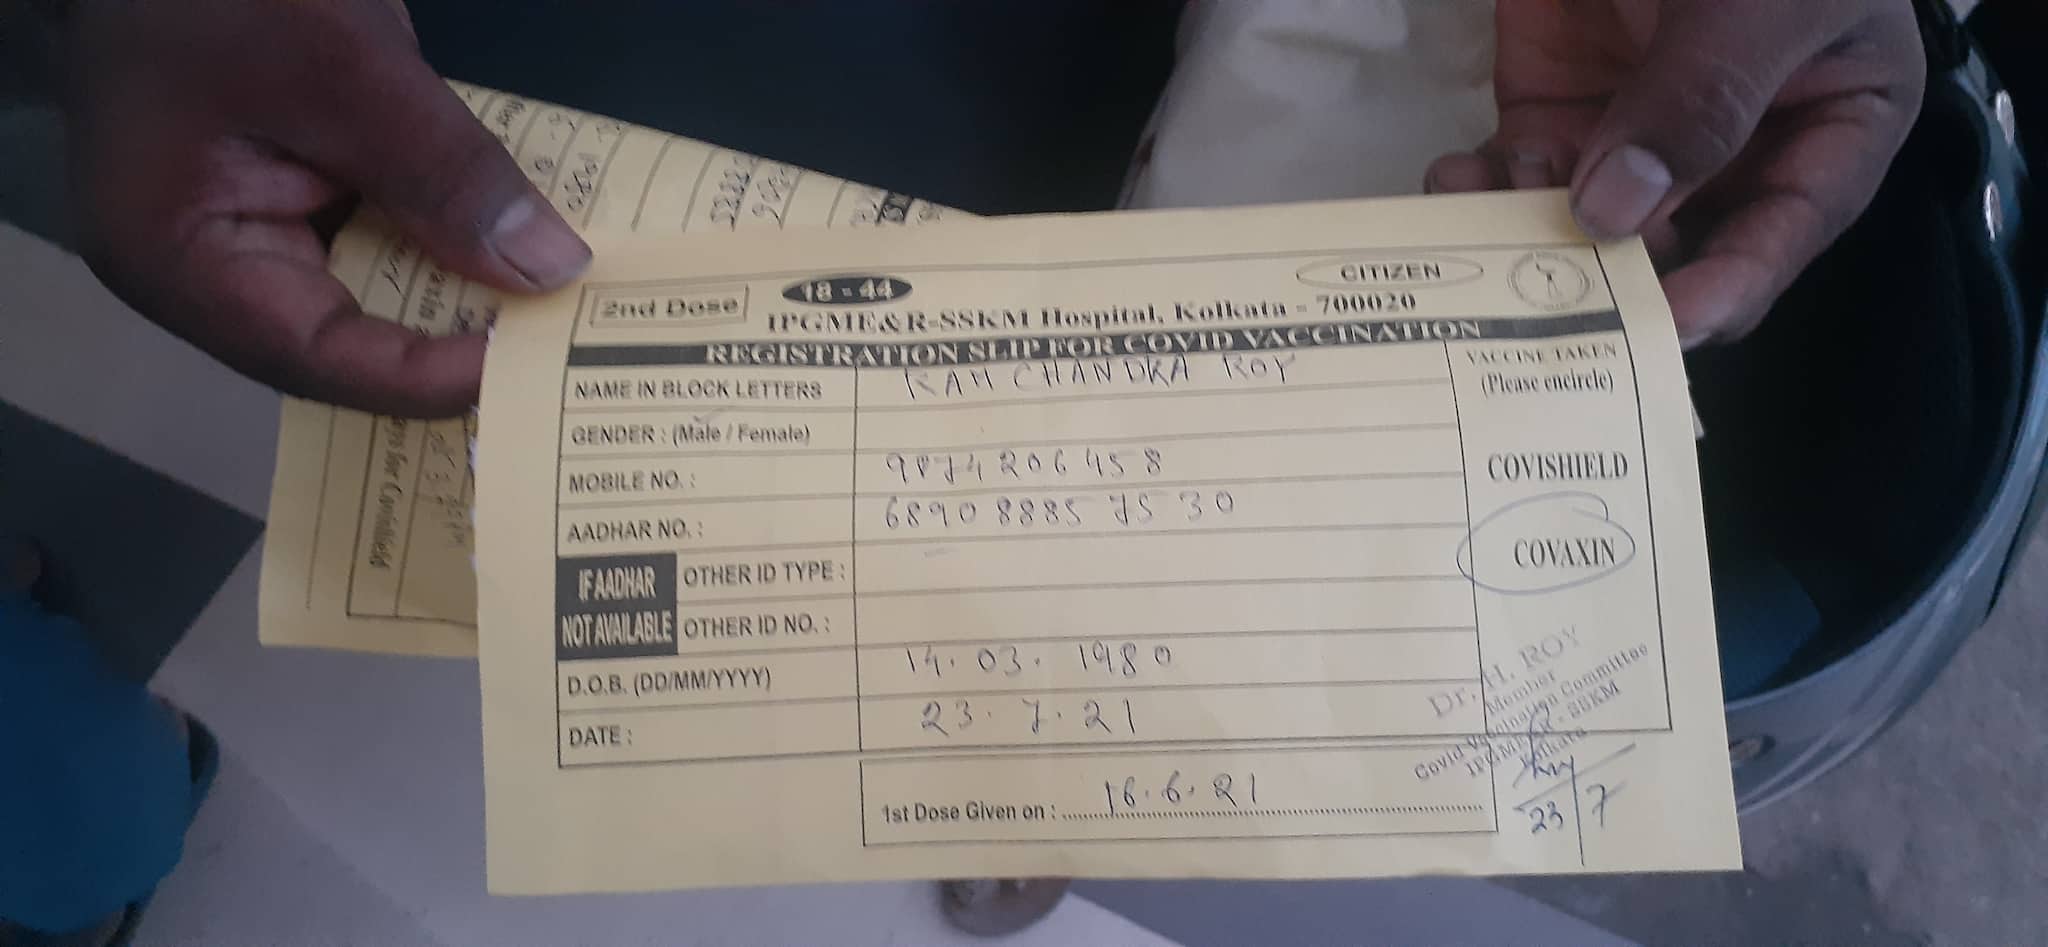 2nd Dose
18 - 44
CITIZEN
IPGME&R-SSKM Hospital, Kolkata - 700020
REGISTRATION SLIP FOR COVID VACCINATION
NAME IN BLOCK LETTERS RAM CHANDRA ROY
GENDER : (Male / Female)
MOBILE NO. : 9874206458
AADHAR NO. : 6890 8885 7530
IF AADHAR NOT AVAILABLE
OTHER ID TYPE :
OTHER ID NO. :
D.O.B. (DD/MM/YYYY) 14. 03. 1980
DATE : 23. 7. 21
VACCINE TAKEN
(Please encircle)
COVISHIELD
COVAXIN
Dr. H. ROY
Member
Covid Vaccination Committee
IPGME&R - SSKM
Kolkata
23/7
1st Dose Given on : 16.6.21